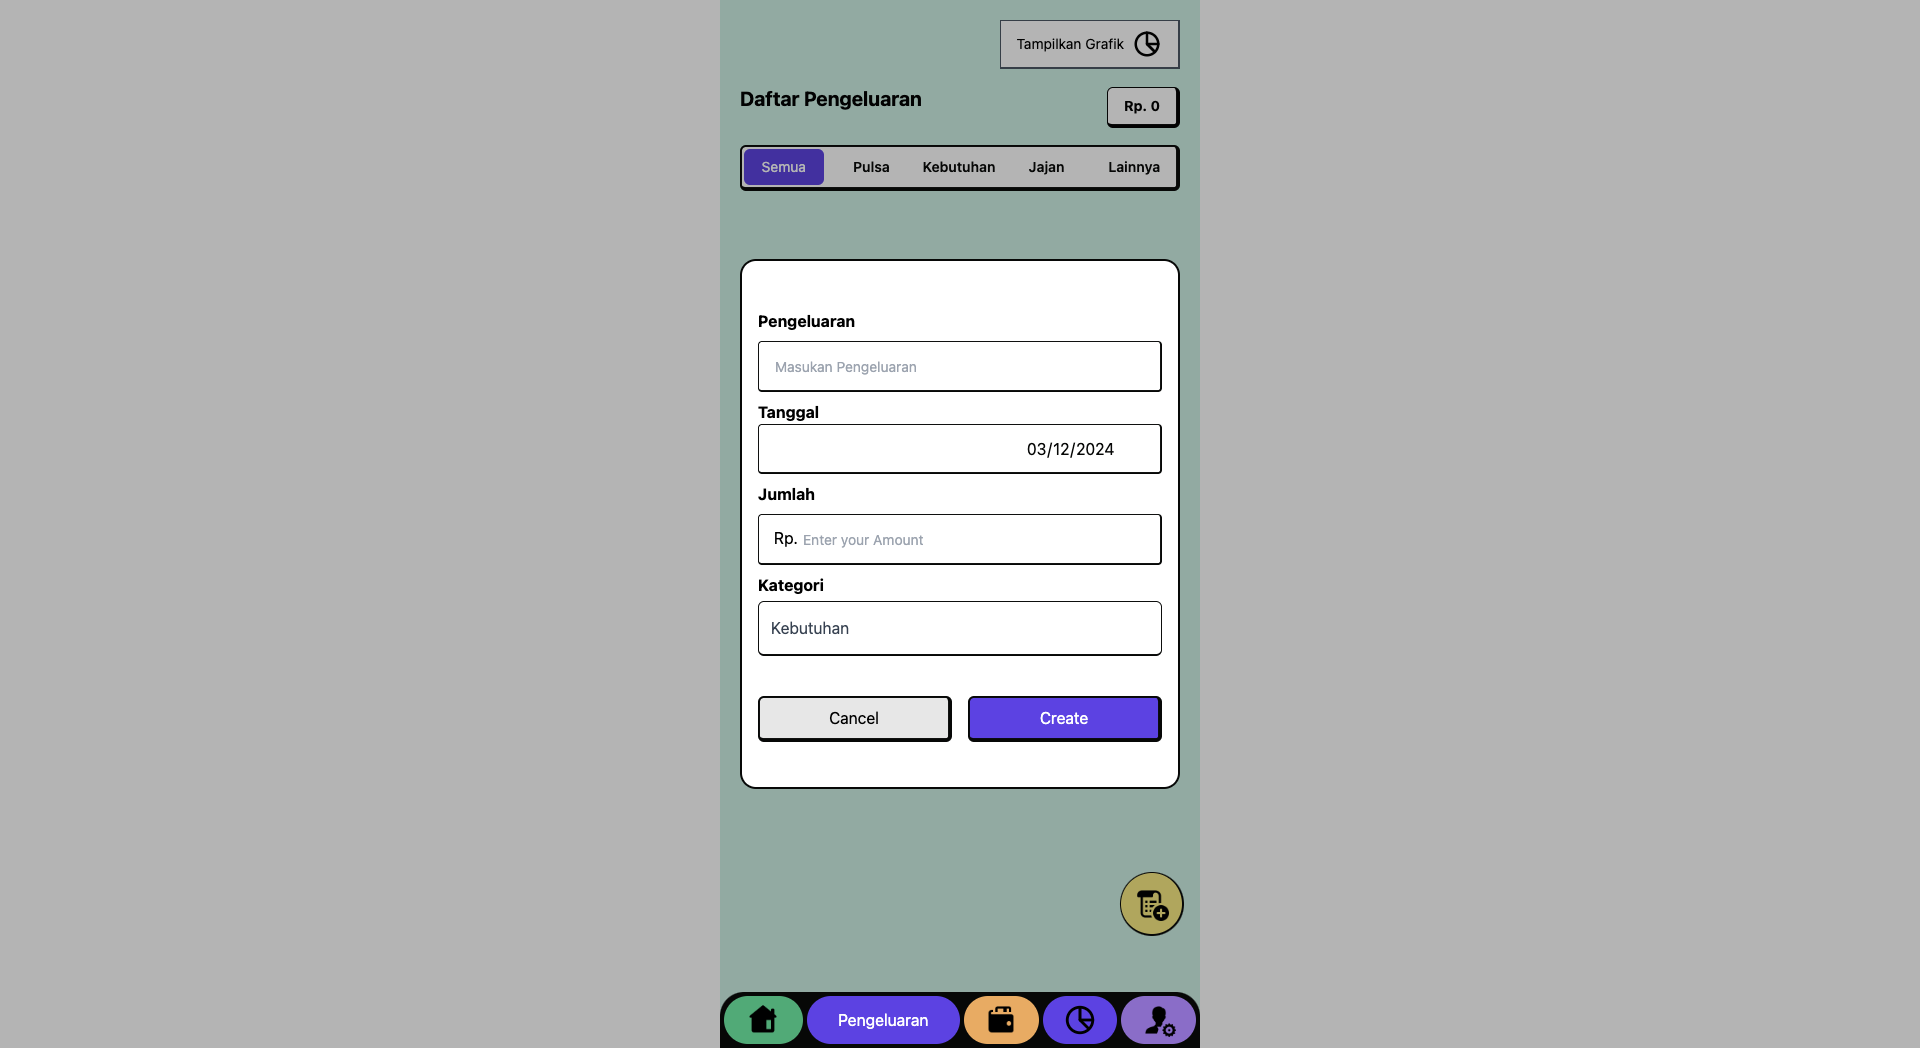 Tampilkan Grafik
Daftar Pengeluaran
Rp. 0
Semua Pulsa Kebutuhan Jajan Lainnya
Pengeluaran
Masukan Pengeluaran
Tanggal
03/12/2024
Jumlah
Rp. Enter your Amount
Kategori
Kebutuhan
Cancel Create
Pengeluaran